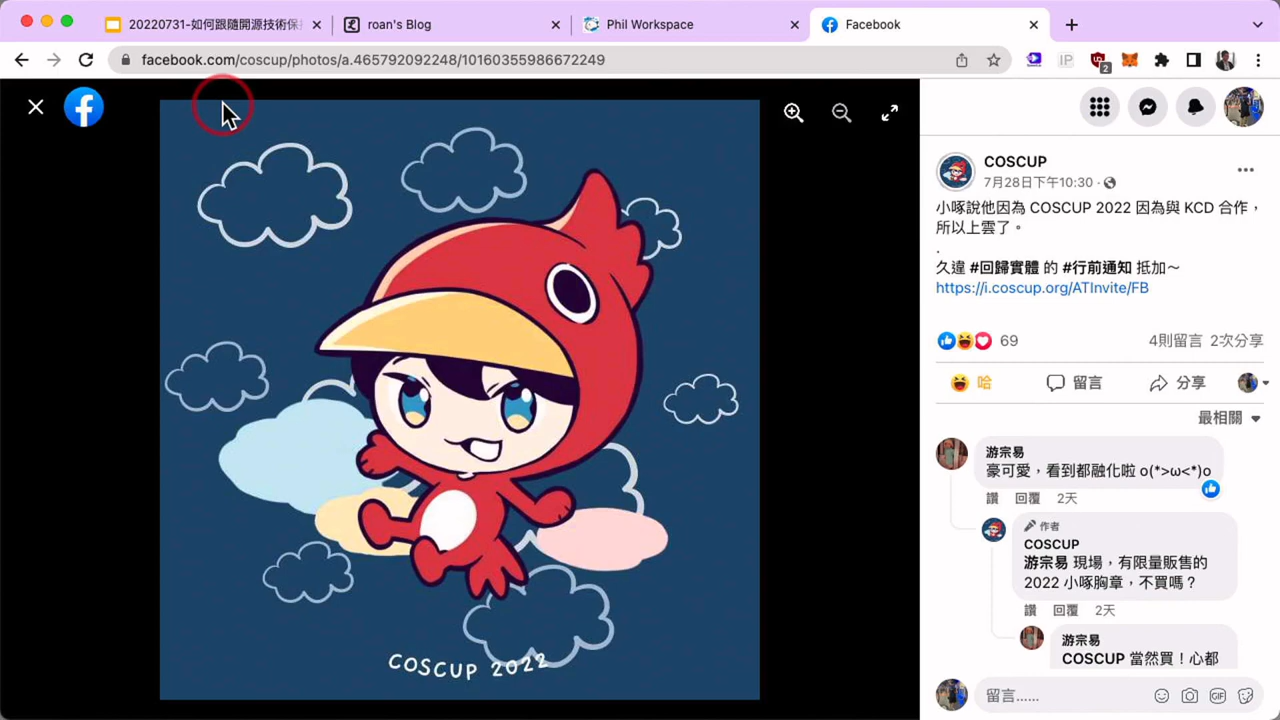 20220731-如何跟隨開源技術保
roan's Blog
Phil Workspace
Facebook
facebook.com/coscup/photos/a.465792092248/10160355986672249
IP
2
COSCUP
7月28日下午10:30
小啄說他因為 COSCUP 2022 因為與 KCD 合作，
所以上雲了。
.
久違 #回歸實體 的 #行前通知 抵加～
https://i.coscup.org/ATInvite/FB
69
4則留言 2次分享
哈
留言
分享
最相關
游宗易
豪可愛，看到都融化啦 o(*>ω<*)o
讚 回覆 2天
作者
COSCUP
游宗易 現場，有限量販售的
2022 小啄胸章，不買嗎？
讚 回覆 2天
游宗易
COSCUP 當然買！心都
留言......
GIF
COSCUP 2022